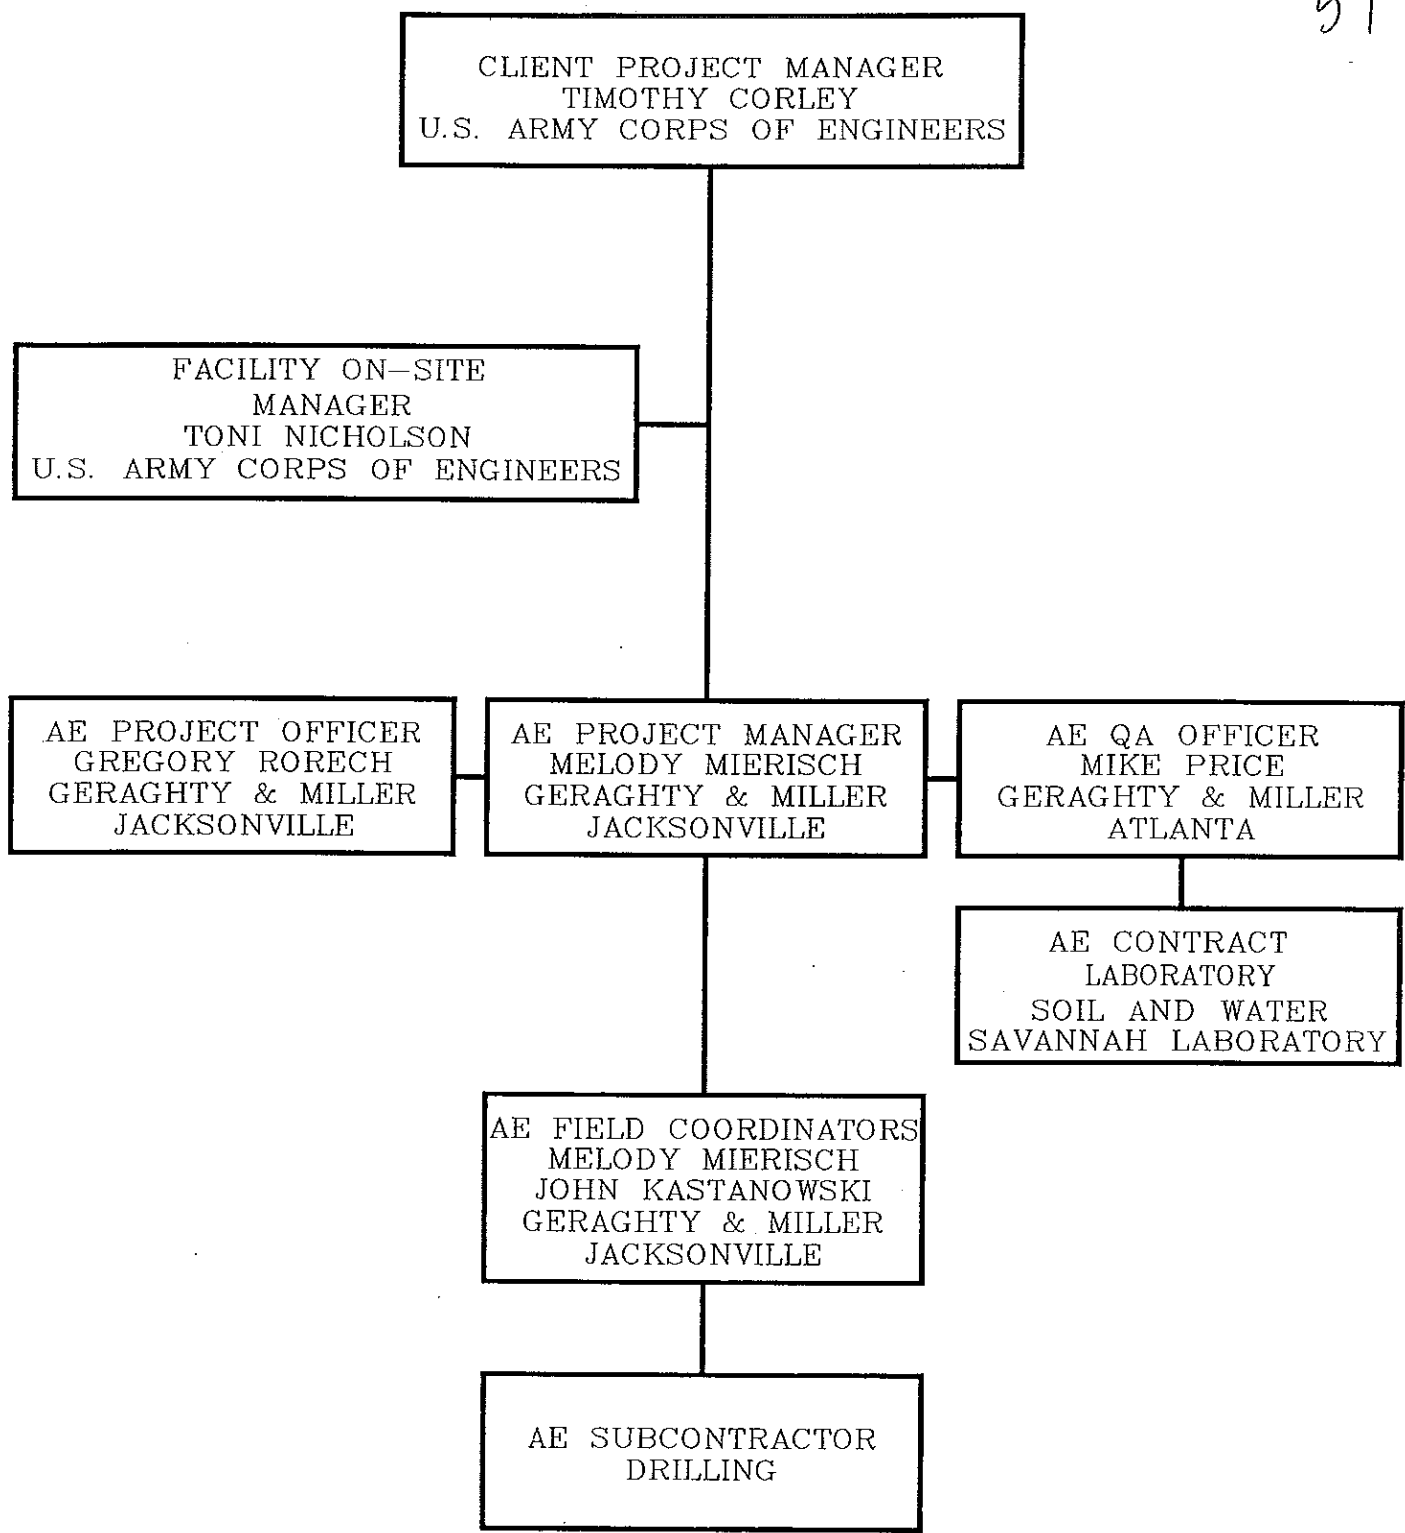 CLIENT PROJECT MANAGER
TIMOTHY CORLEY
U.S. ARMY CORPS OF ENGINEERS
FACILITY ON-SITE
MANAGER
TONI NICHOLSON
U.S. ARMY CORPS OF ENGINEERS
AE PROJECT OFFICER
GREGORY RORECH
GERAGHTY & MILLER
JACKSONVILLE
AE PROJECT MANAGER
MELODY MIERISCH
GERAGHTY & MILLER
JACKSONVILLE
AE QA OFFICER
MIKE PRICE
GERAGHTY & MILLER
ATLANTA
AE CONTRACT
LABORATORY
SOIL AND WATER
SAVANNAH LABORATORY
AE FIELD COORDINATORS
MELODY MIERISCH
JOHN KASTANOWSKI
GERAGHTY & MILLER
JACKSONVILLE
AE SUBCONTRACTOR
DRILLING